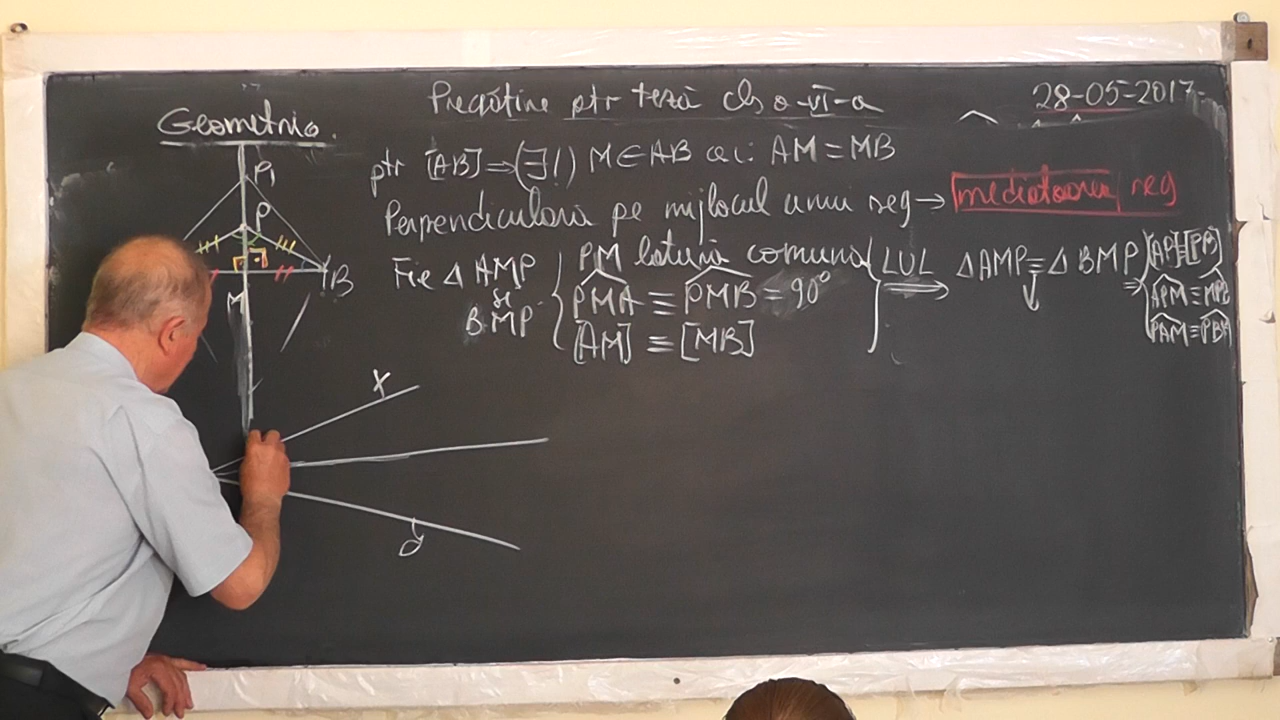 Pregătire ptr teză cls a-VI-a
28-05-2017
Geometrie.
ptr [AB] ⇒ (∃!) M ∈ AB a.i: AM = MB
Perpendiculara pe mijlocul unui seg → mediatoarea seg
P₁
P
B
M
Fie Δ AMP
și
BMP
PM latură comună
PMA ≡ PMB = 90°
[AM] ≡ [MB]
LUL ⇒ Δ AMP ≡ Δ BMP ⇒
[AP] ≡ [PB]
APM ≡ MPB
PAM ≡ PBM
X